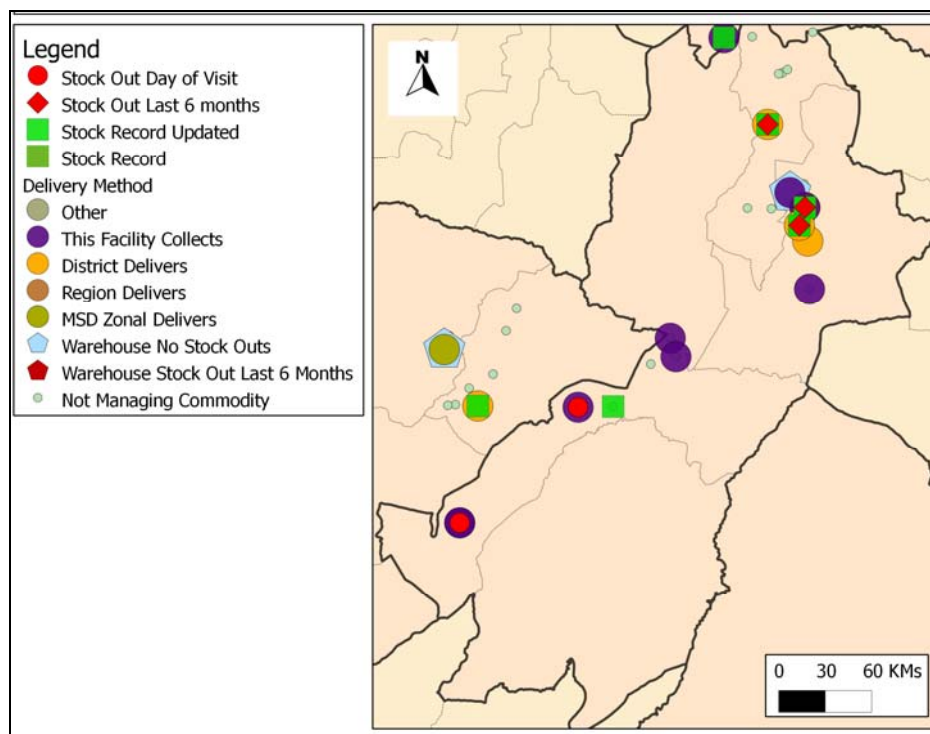 Legend
Stock Out Day of Visit
Stock Out Last 6 months
Stock Record Updated
Stock Record
Delivery Method
Other
This Facility Collects
District Delivers
Region Delivers
MSD Zonal Delivers
Warehouse No Stock Outs
Warehouse Stock Out Last 6 Months
Not Managing Commodity
N
0 30 60 KMs